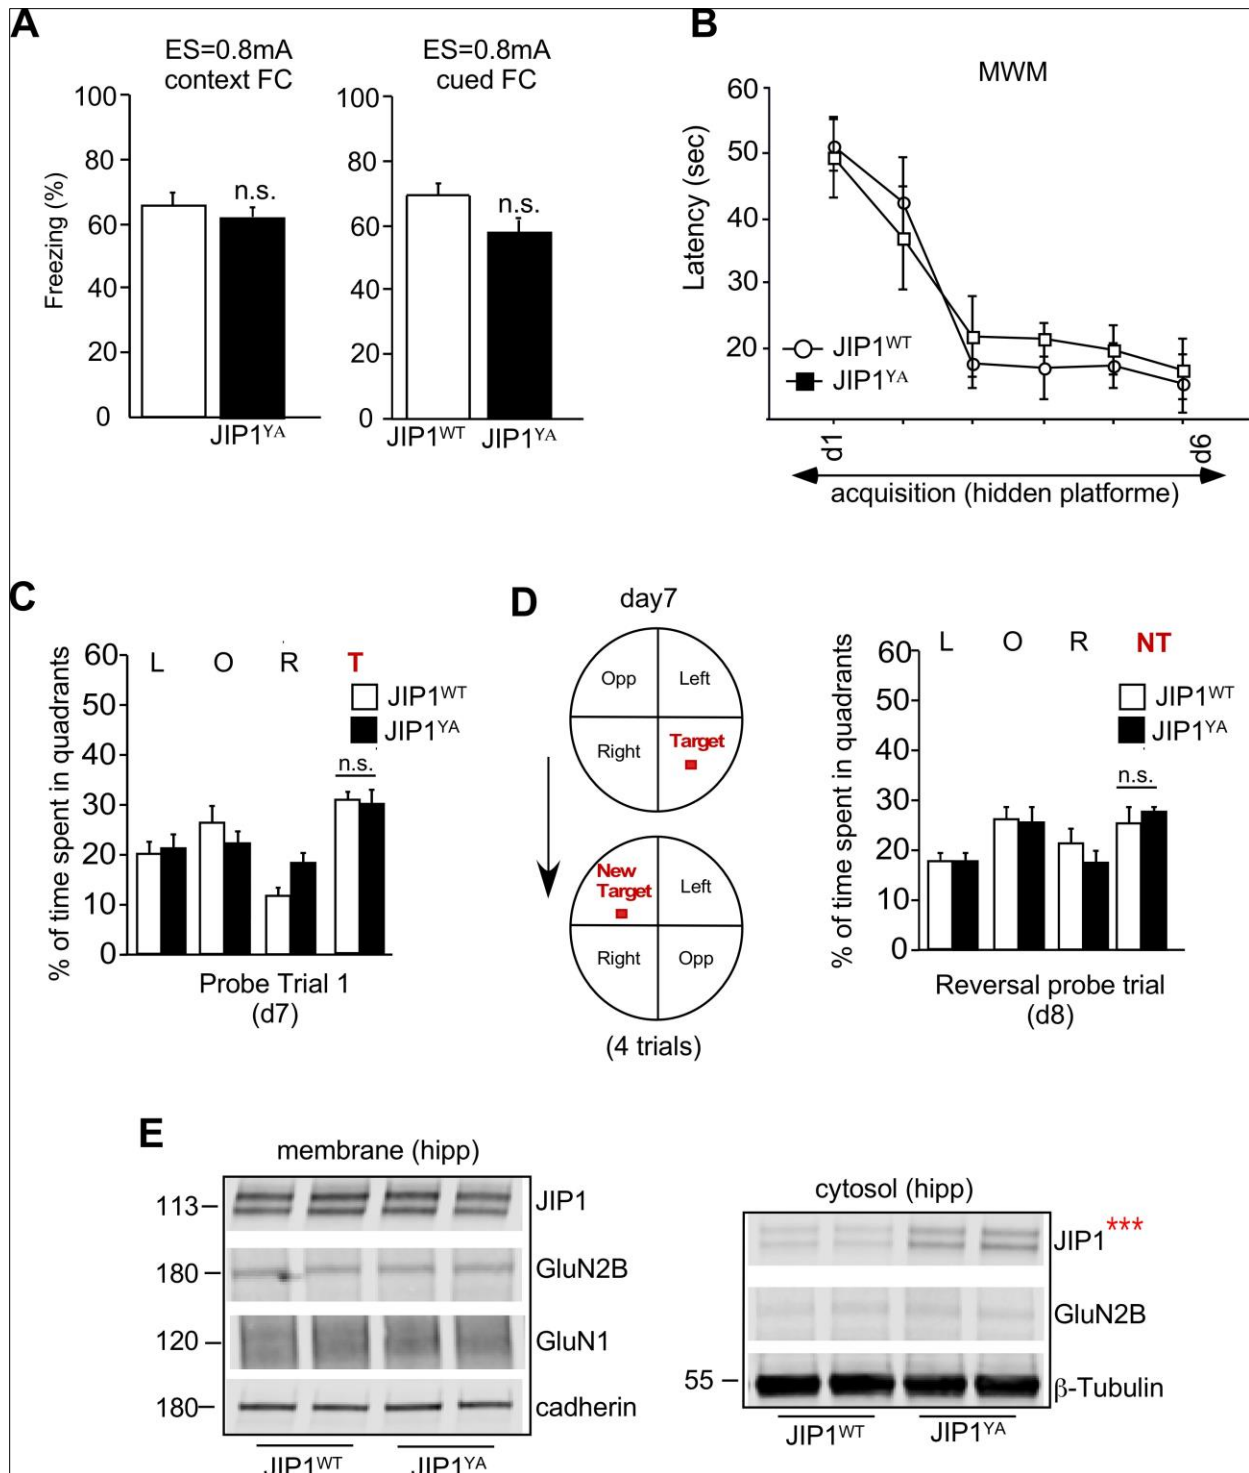 A
ES=0.8mA
context FC
ES=0.8mA
cued FC
Freezing (%)
100
80
60
40
20
0
n.s.
JIP1YA
100
80
60
40
20
0
n.s.
JIP1WT
JIP1YA
B
MWM
Latency (sec)
60
50
40
30
20
JIP1WT
JIP1YA
d1
d6
acquisition (hidden platforme)
C
% of time spent in quadrants
60
50
40
30
20
10
0
L O R T
JIP1WT
JIP1YA
n.s.
Probe Trial 1
(d7)
D
day7
Opp
Left
Right
Target
New
Target
Left
Right
Opp
(4 trials)
% of time spent in quadrants
60
50
40
30
20
10
0
L O R NT
JIP1WT
JIP1YA
n.s.
Reversal probe trial
(d8)
E
membrane (hipp)
113
JIP1
180
GluN2B
120
GluN1
180
cadherin
JIP1WT
JIP1YA
cytosol (hipp)
JIP1***
GluN2B
55
β-Tubulin
JIP1WT
JIP1YA